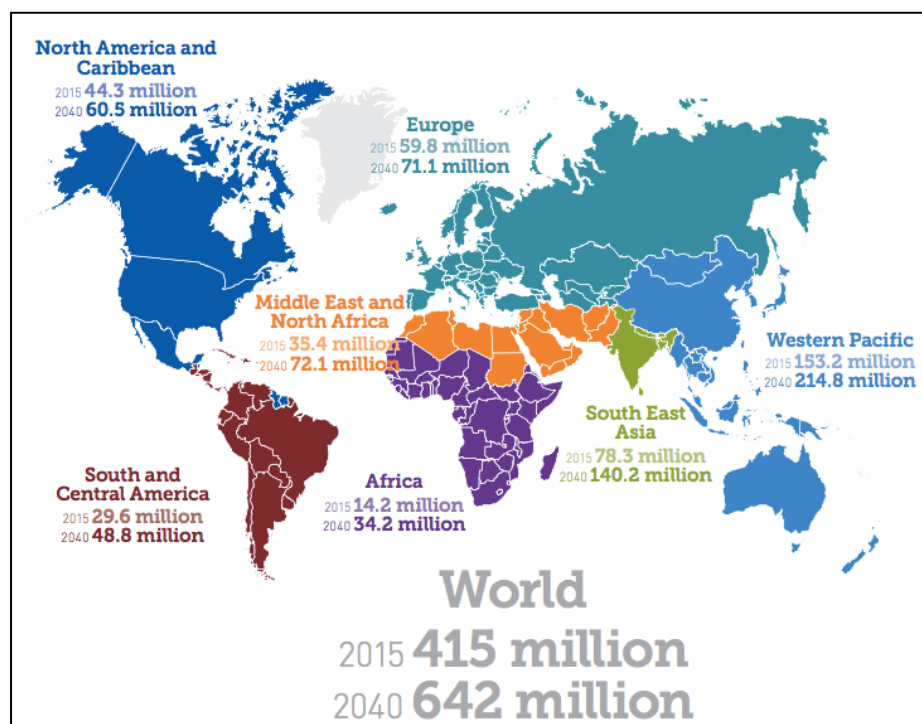 North America and
Caribbean
2015 44.3 million
2040 60.5 million
Europe
2015 59.8 million
2040 71.1 million
Middle East and
North Africa
2015 35.4 million
2040 72.1 million
Western Pacific
2015 153.2 million
2040 214.8 million
South East
Asia
2015 78.3 million
2040 140.2 million
South and
Central America
2015 29.6 million
2040 48.8 million
Africa
2015 14.2 million
2040 34.2 million
World
2015 415 million
2040 642 million